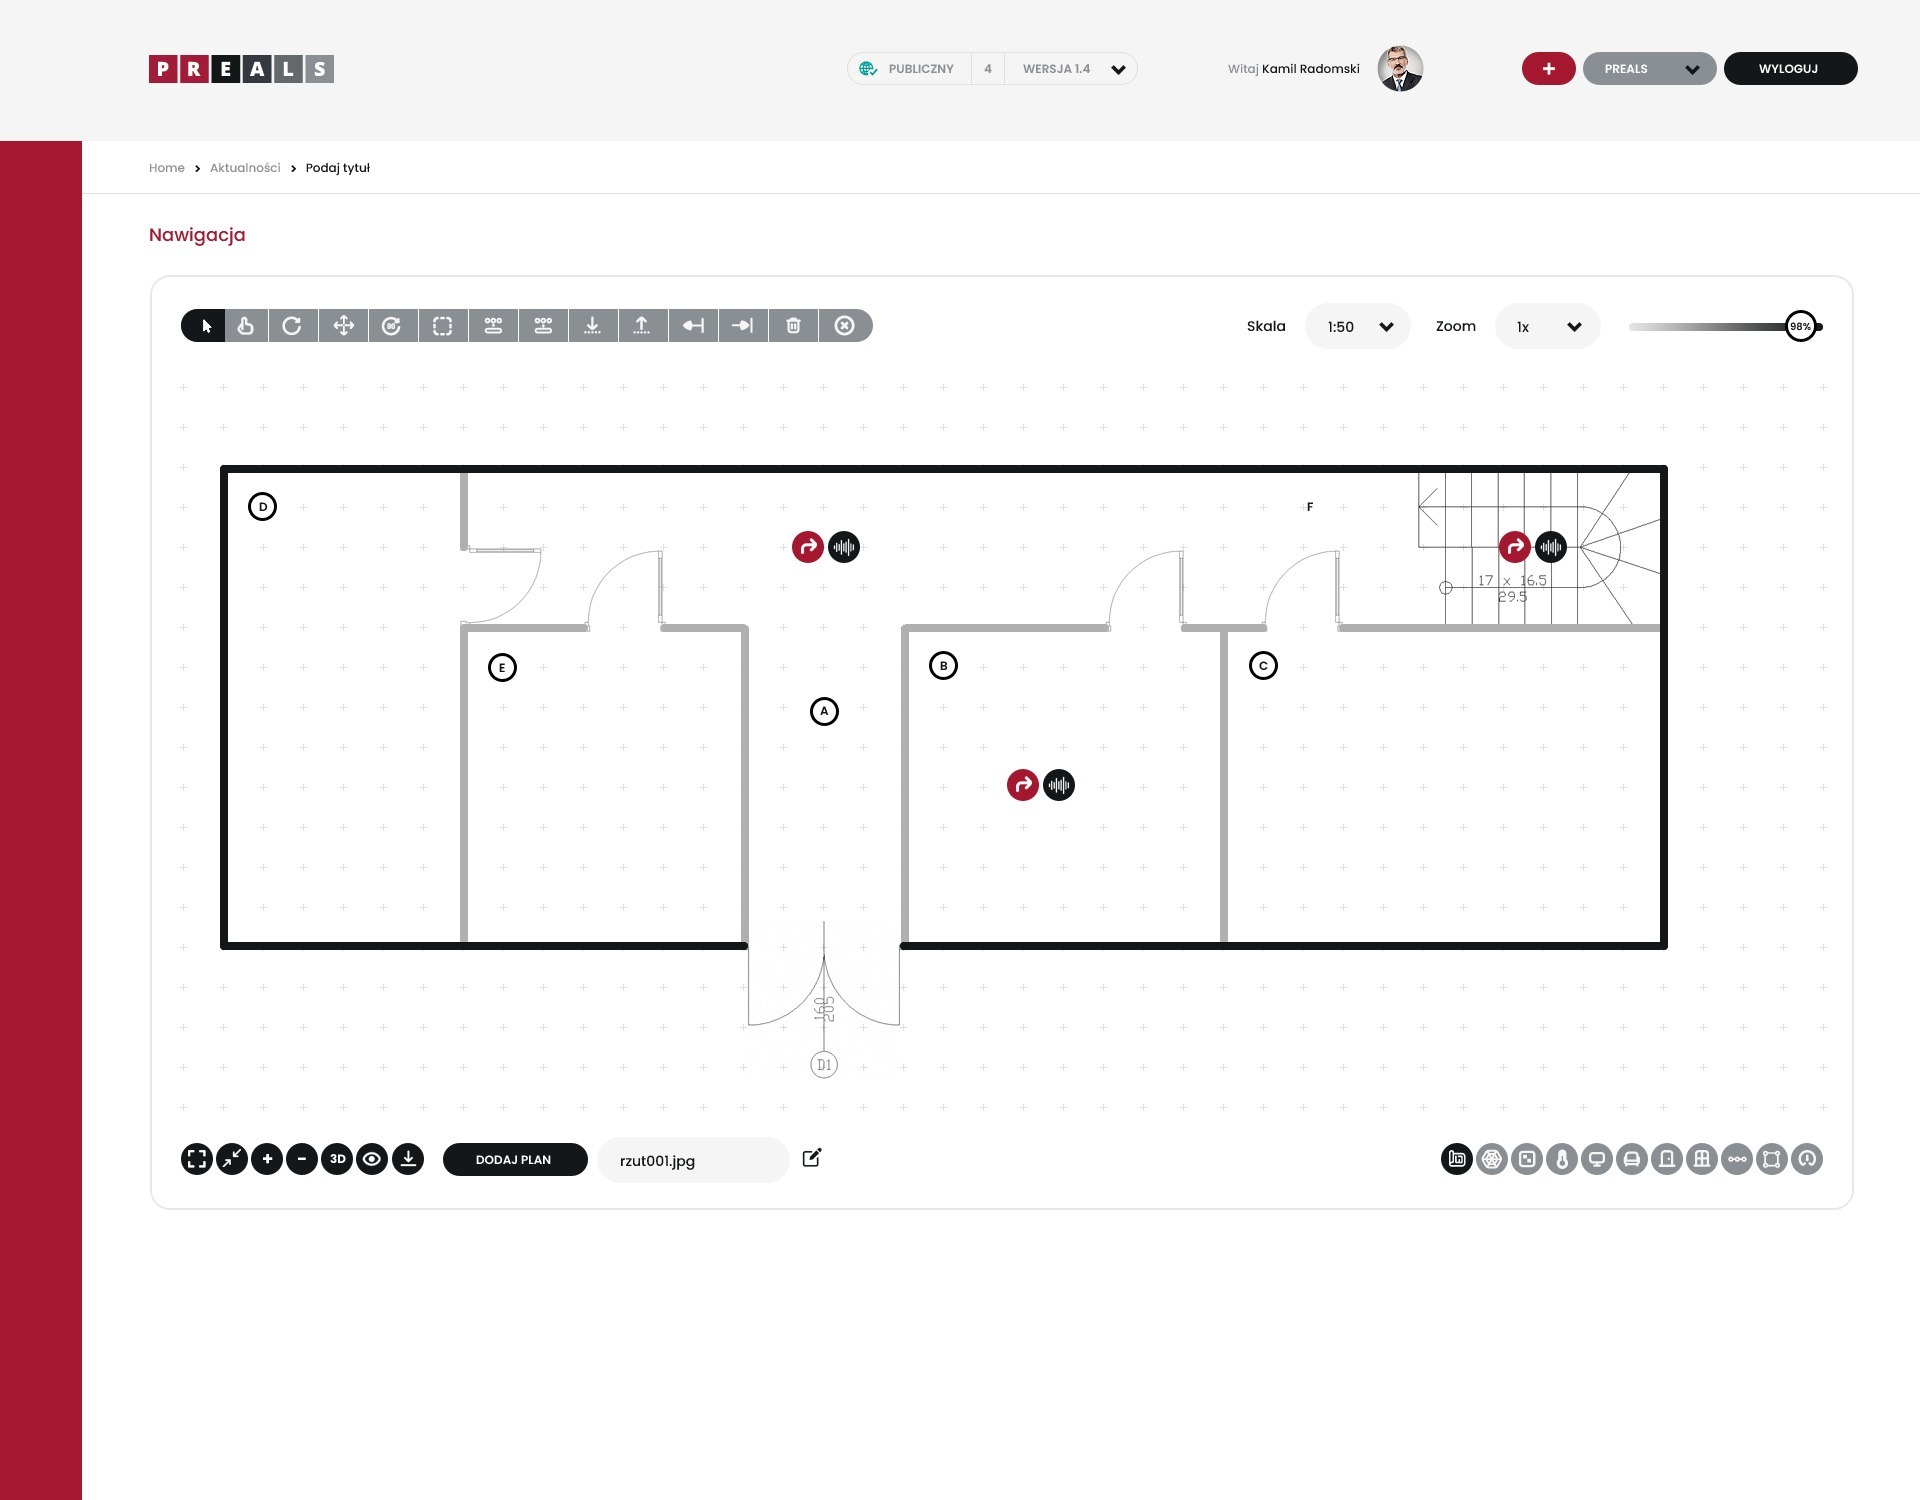 PREALS
PUBLICZNY 4 WERSJA 1.4
Witaj Kamil Radomski
+ PREALS WYLOGUJ
Home > Aktualności > Podaj tytuł
Nawigacja
Skala 1:50 Zoom 1x 98%
D
F
17 x 16.5
29.5
E
B
C
A
160
205
D1
3D
DODAJ PLAN
rzut001.jpg